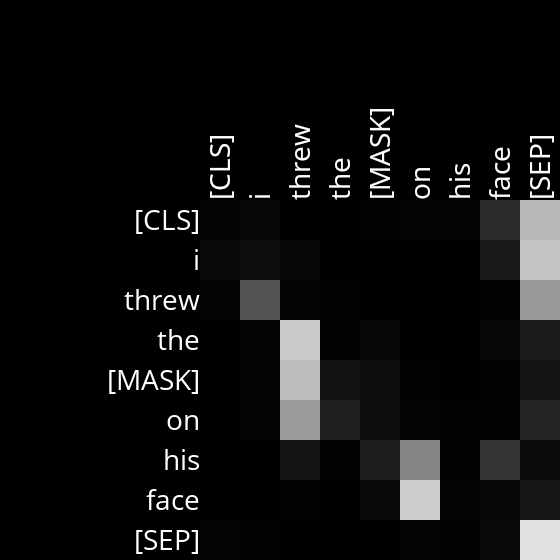 [CLS] i threw the [MASK] on his face [SEP]
[CLS]
i
threw
the
[MASK]
on
his
face
[SEP]